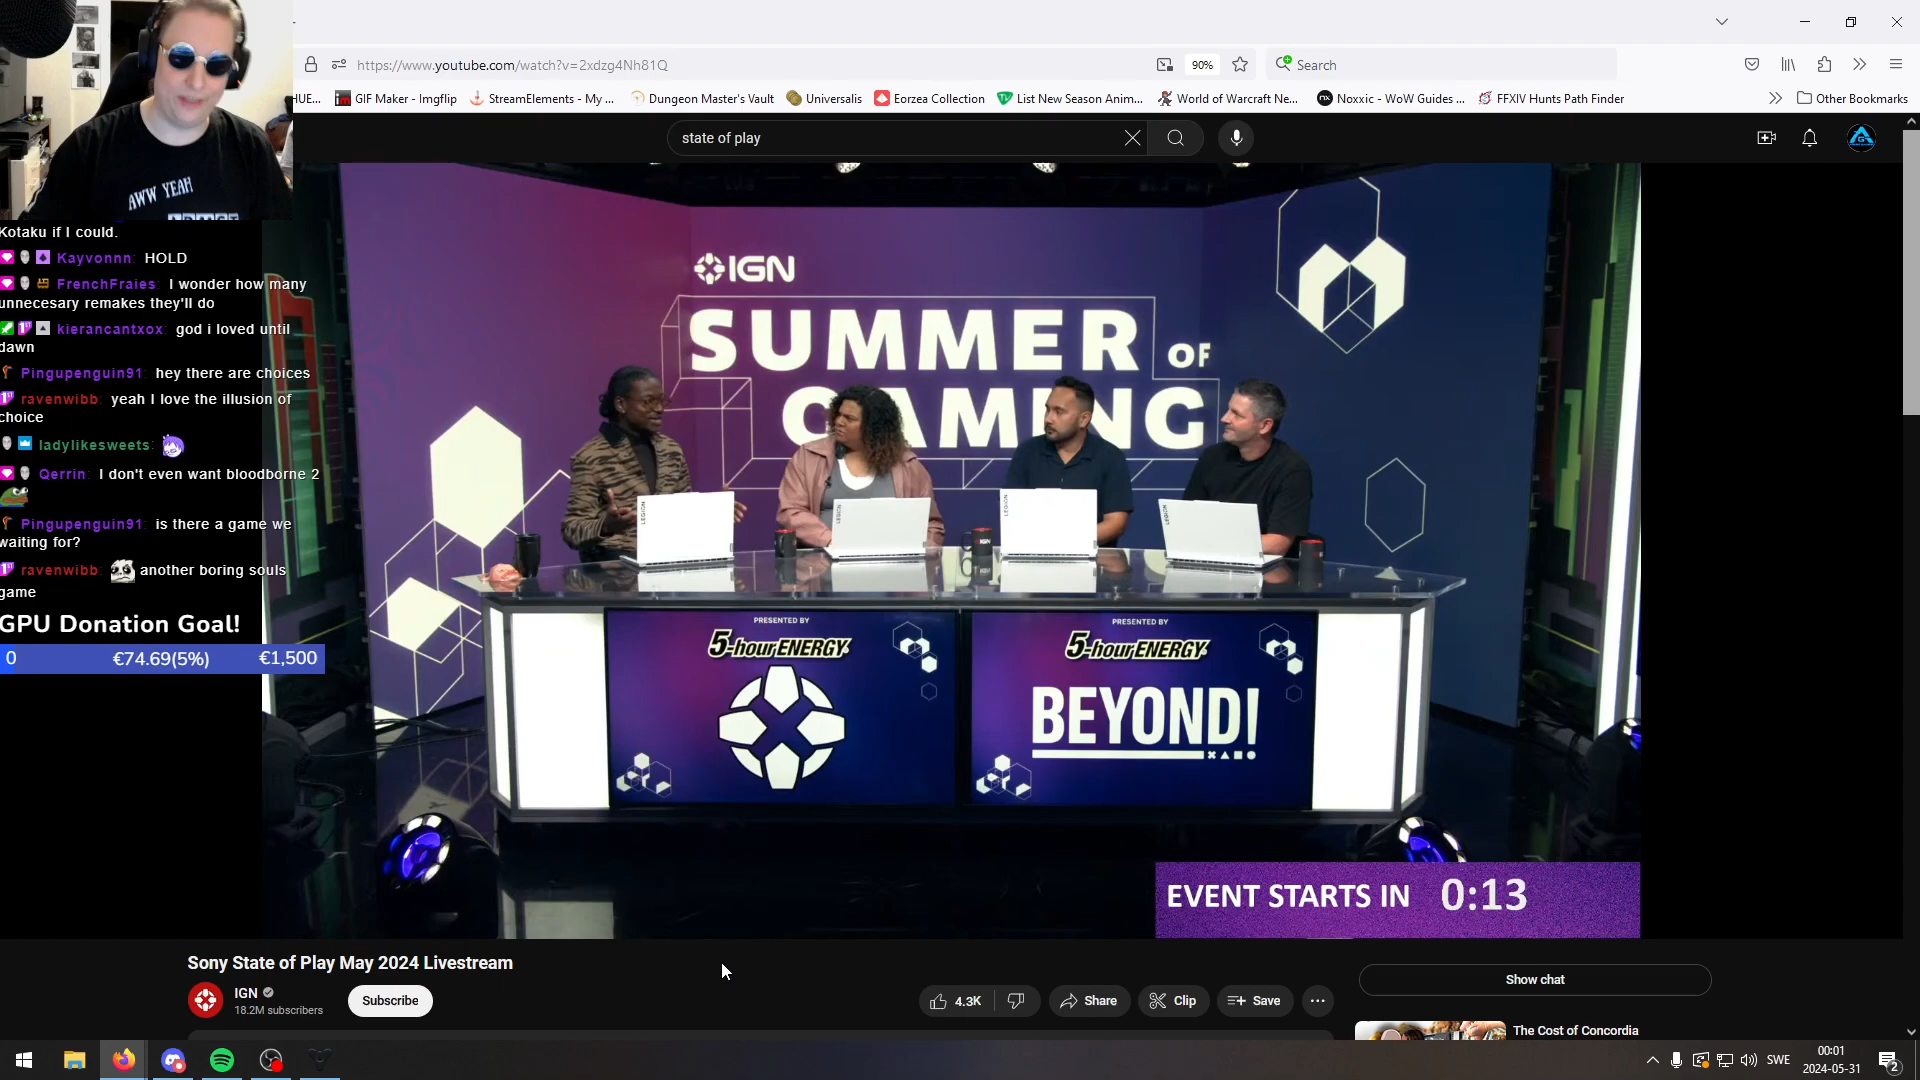 https://www.youtube.com/watch?v=2xdzg4Nh81Q
90%
Search
HUE...
GIF Maker - Imgflip
StreamElements - My ...
Dungeon Master's Vault
Universalis
Eorzea Collection
List New Season Anim...
World of Warcraft Ne...
Noxxic - WoW Guides ...
FFXIV Hunts Path Finder
Other Bookmarks
state of play
AWW YEAH
Kotaku if I could.
Kayvonnn: HOLD
FrenchFraies: I wonder how many
unnecesary remakes they'll do
kierancantxox: god i loved until
dawn
Pingupenguin91: hey there are choices
ravenwibb: yeah I love the illusion of
choice
ladylikesweets:
Qerrin: I don't even want bloodborne 2
Pingupenguin91: is there a game we
waiting for?
ravenwibb: another boring souls
game
GPU Donation Goal!
0 €74.69(5%) €1,500
IGN
SUMMER OF
GAMING
LEGION
LEGION
LEGION
LEGION
IGN
PRESENTED BY
5-hour ENERGY
PRESENTED BY
5-hour ENERGY
BEYOND!
EVENT STARTS IN 0:13
Sony State of Play May 2024 Livestream
IGN
18.2M subscribers
Subscribe
4.3K
Share
Clip
Save
Show chat
The Cost of Concordia
SWE
00:01
2024-05-31
2